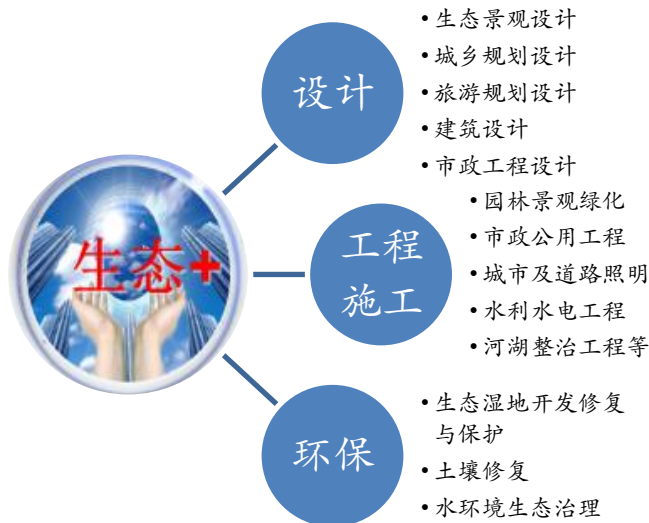 生态+
设计
•生态景观设计
•城乡规划设计
•旅游规划设计
•建筑设计
•市政工程设计
工程
施工
•园林景观绿化
•市政公用工程
•城市及道路照明
•水利水电工程
•河湖整治工程等
环保
•生态湿地开发修复
与保护
•土壤修复
•水环境生态治理